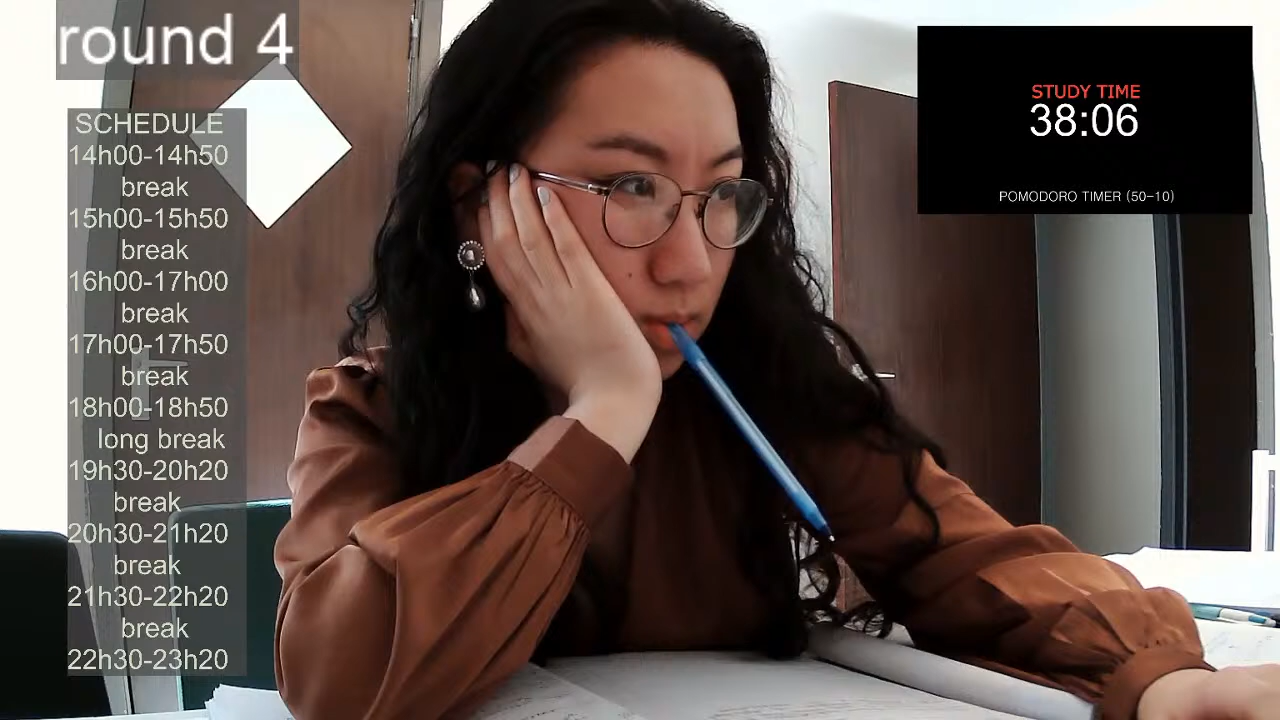 round 4
SCHEDULE
14h00-14h50
break
15h00-15h50
break
16h00-17h00
break
17h00-17h50
break
18h00-18h50
long break
19h30-20h20
break
20h30-21h20
break
21h30-22h20
break
22h30-23h20
STUDY TIME
38:06
POMODORO TIMER (50-10)